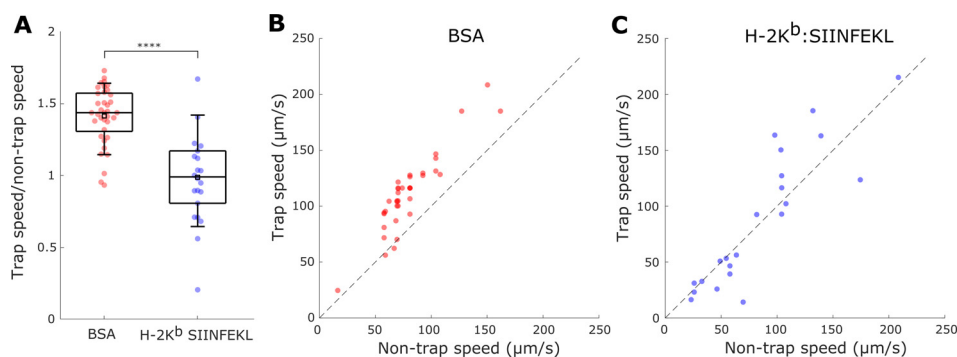 A
Trap speed/non-trap speed
2
1.5
1
0.5
0
****
BSA
H-2Kᵇ SIINFEKL
B
BSA
Trap speed (μm/s)
250
200
150
100
50
0
0 50 100 150 200 250
Non-trap speed (μm/s)
C
H-2Kᵇ:SIINFEKL
Trap speed (μm/s)
250
200
150
100
50
0
0 50 100 150 200 250
Non-trap speed (μm/s)